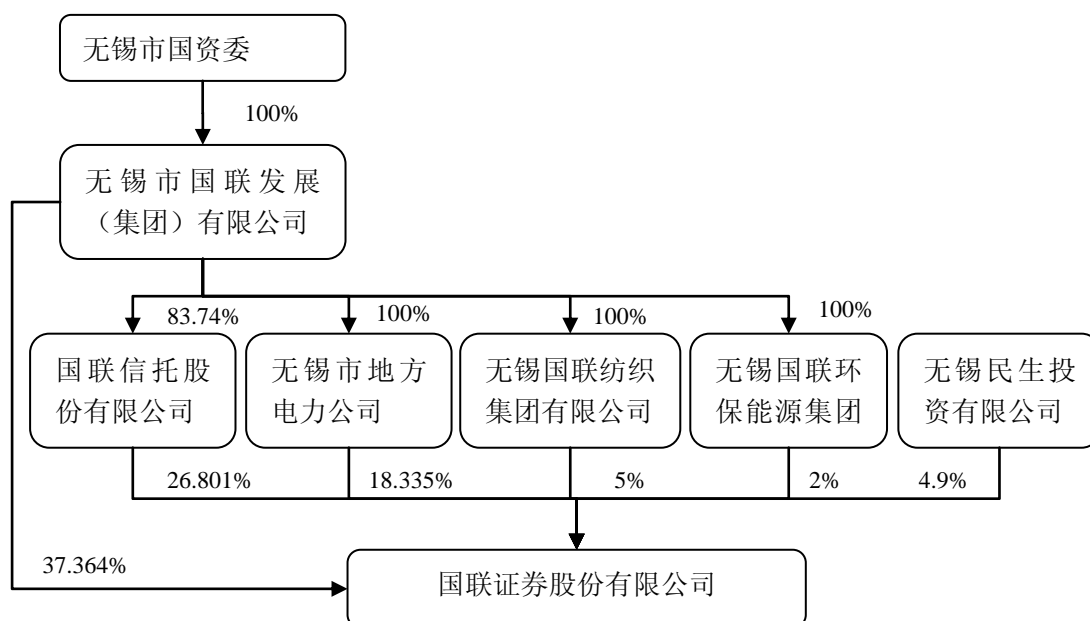 无锡市国资委
100%
无锡市国联发展
（集团）有限公司
83.74%
100%
100%
100%
国联信托股
份有限公司
无锡市地方
电力公司
无锡国联纺织
集团有限公司
无锡国联环
保能源集团
无锡民生投
资有限公司
26.801%
18.335%
5%
2%
4.9%
37.364%
国联证券股份有限公司